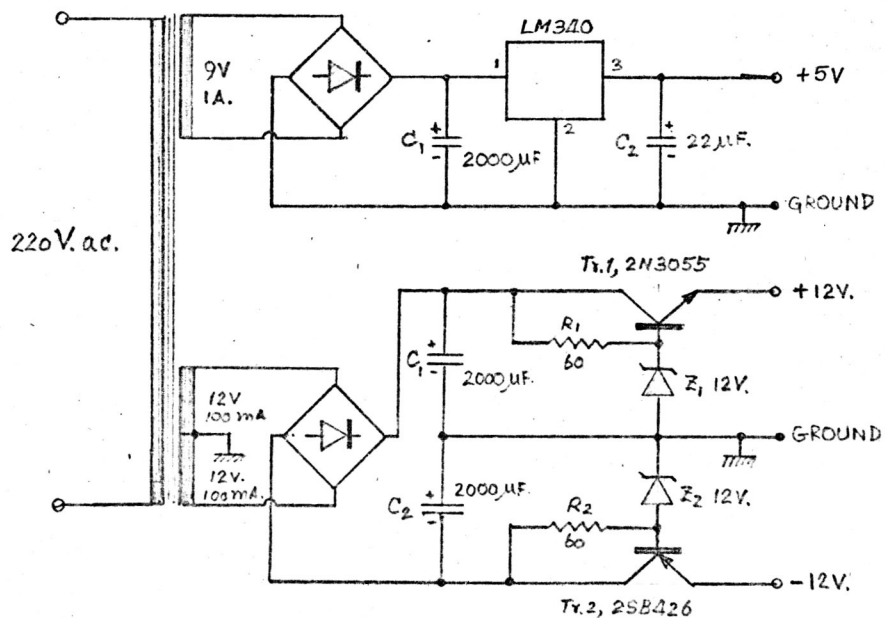 LM340
9V
1A.
1
3
2
+5V
C1
+
-
2000µF.
C2
+
-
22µF.
GROUND
220V. ac.
Tr.1, 2N3055
+12V.
R1
60
C1
+
-
2000µF.
Z1 12V.
12V
100mA
12V.
100mA.
GROUND
C2
+
-
2000µF.
R2
60
Z2 12V.
-12V.
Tr.2, 2SB426